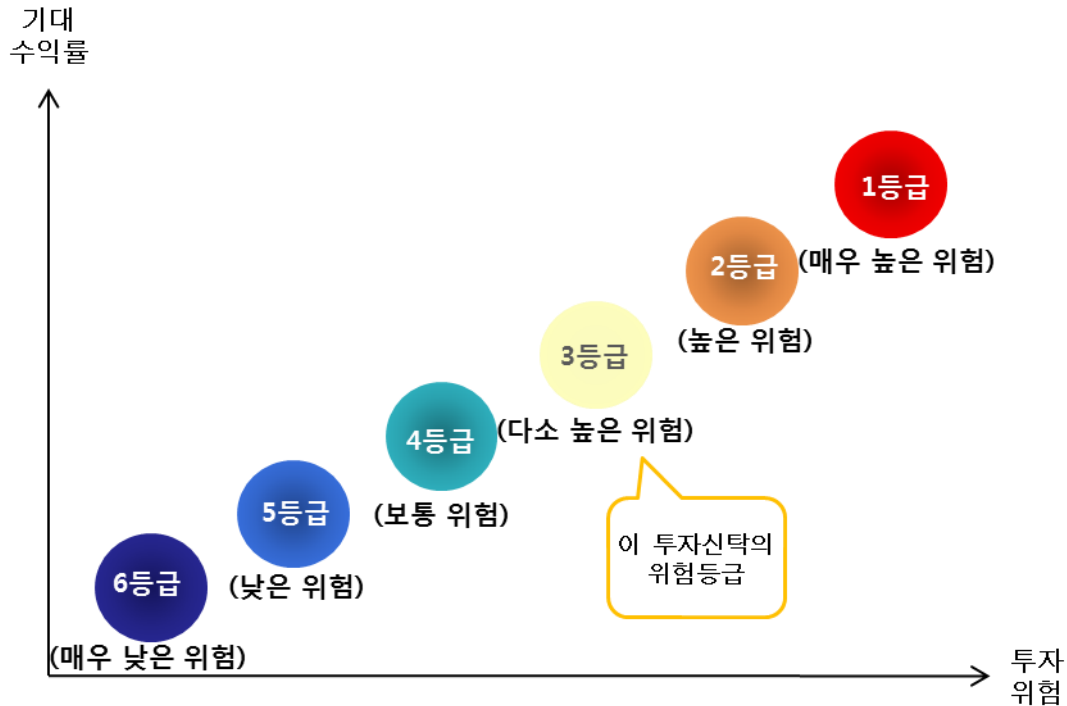 기대
수익률
1등급
(매우 높은 위험)
2등급
(높은 위험)
3등급
(다소 높은 위험)
4등급
(보통 위험)
5등급
(낮은 위험)
6등급
(매우 낮은 위험)
이 투자신탁의
위험등급
투자
위험